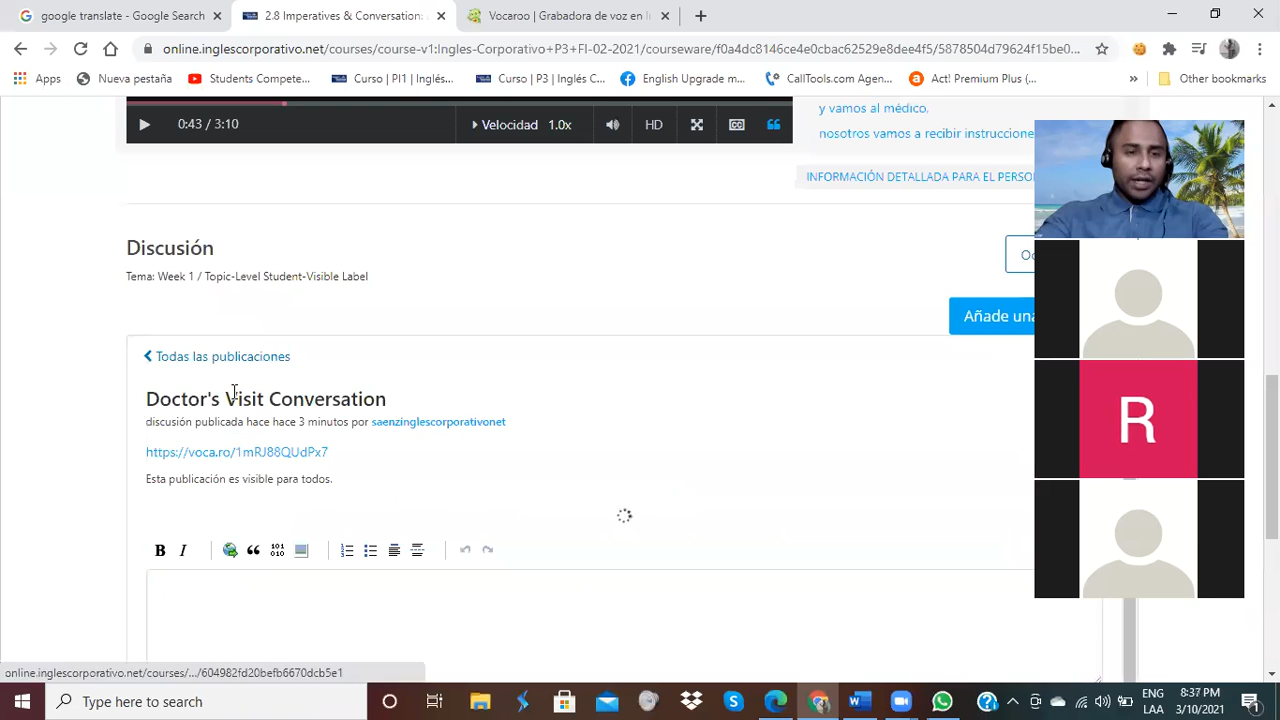 google translate - Google Search
2.8 Imperatives & Conversation:
Vocaroo | Grabadora de voz en l
online.inglescorporativo.net/courses/course-v1:Ingles-Corporativo+P3+FI-02-2021/courseware/f0a4dc8146ce4e0cbac62529e8dee4f5/5878504d79624f15be0...
Apps
Nueva pestaña
Students Compete...
Curso | PI1 | Inglés...
Curso | P3 | Inglés C...
English Upgrade m...
CallTools.com Agen...
Act! Premium Plus (...
»
Other bookmarks
y vamos al médico,
0:43 / 3:10
Velocidad 1.0x
HD
nosotros vamos a recibir instruccione
INFORMACIÓN DETALLADA PARA EL PERSO
Discusión
Oc
Tema: Week 1 / Topic-Level Student-Visible Label
Añade una
Todas las publicaciones
Doctor's Visit Conversation
discusión publicada hace hace 3 minutos por saenzinglescorporativonet
https://voca.ro/1mRJ88QUdPx7
Esta publicación es visible para todos.
R
B I
online.inglescorporativo.net/courses/.../604982fd20befb6670dcb5e1
Type here to search
ENG
LAA
8:37 PM
3/10/2021